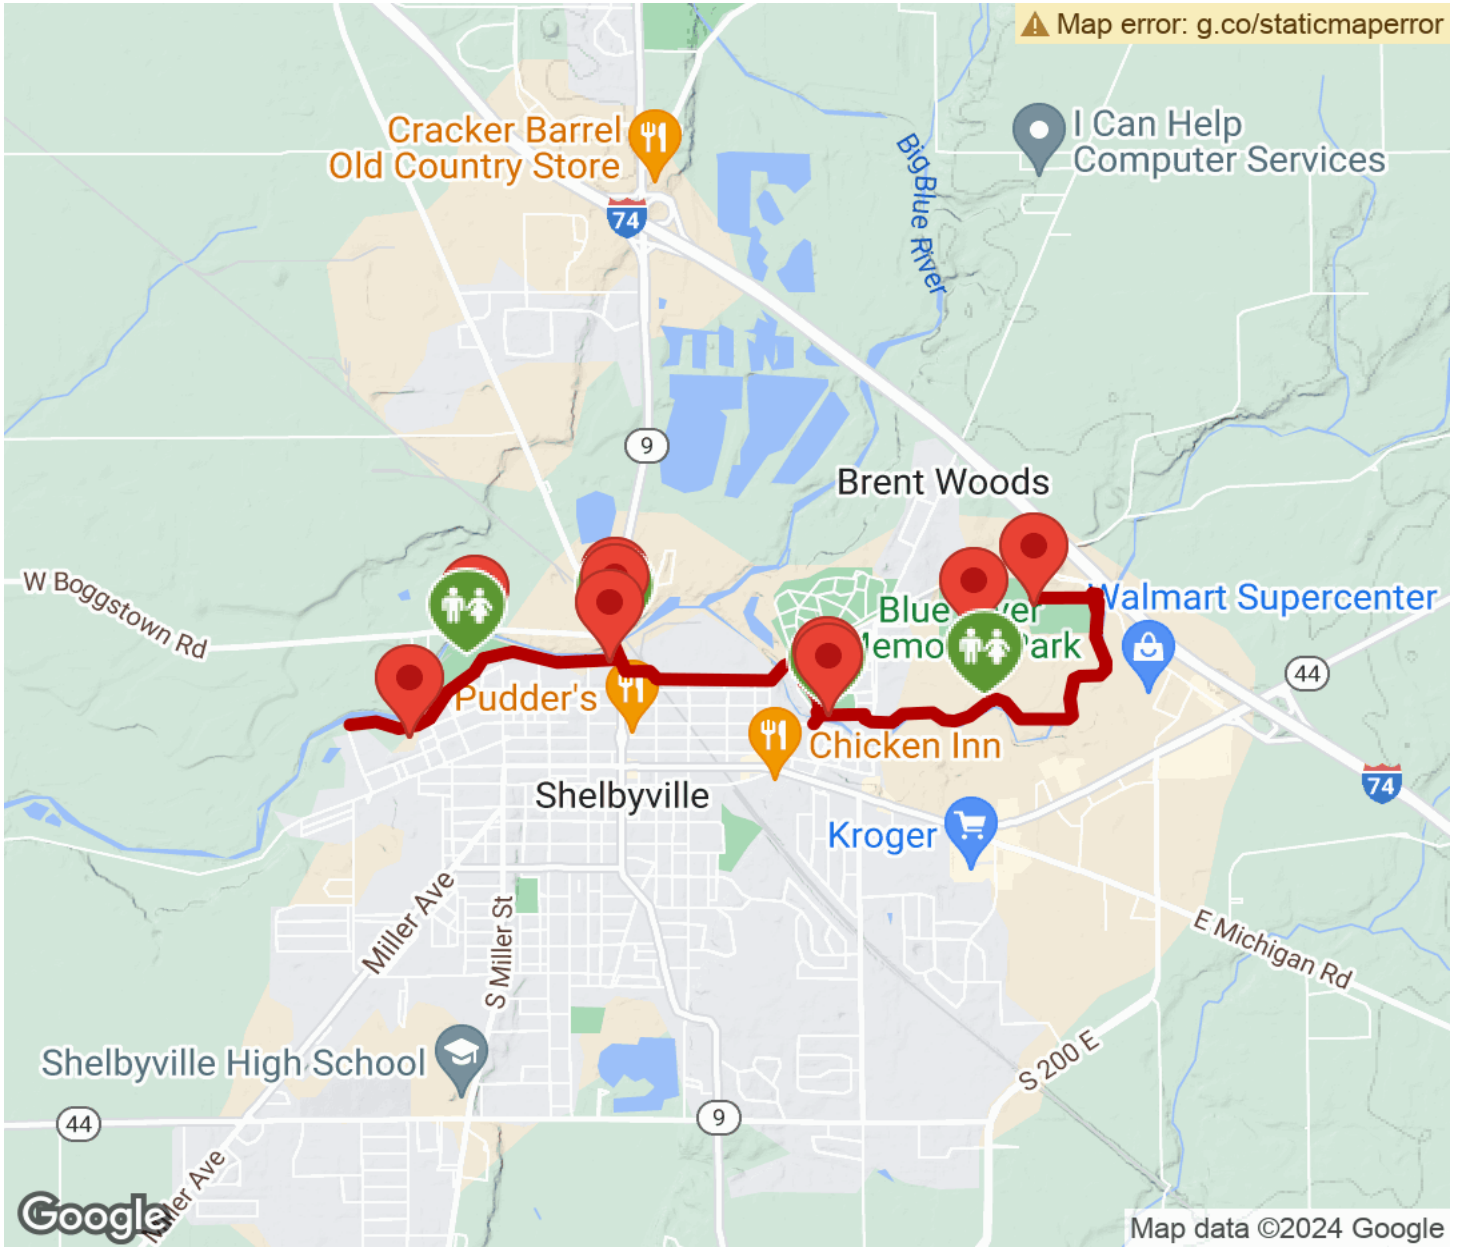 Map error: g.co/staticmaperror
Cracker Barrel
Old Country Store
I Can Help
Computer Services
74
Big Blue River
9
Brent Woods
W Boggstown Rd
Walmart Supercenter
Blue
Park
44
Pudder's
Chicken Inn
Shelbyville
74
Kroger
Miller Ave
S Miller St
E Michigan Rd
Shelbyville High School
S 200 E
44
9
Miller Ave
Google
Map data ©2024 Google